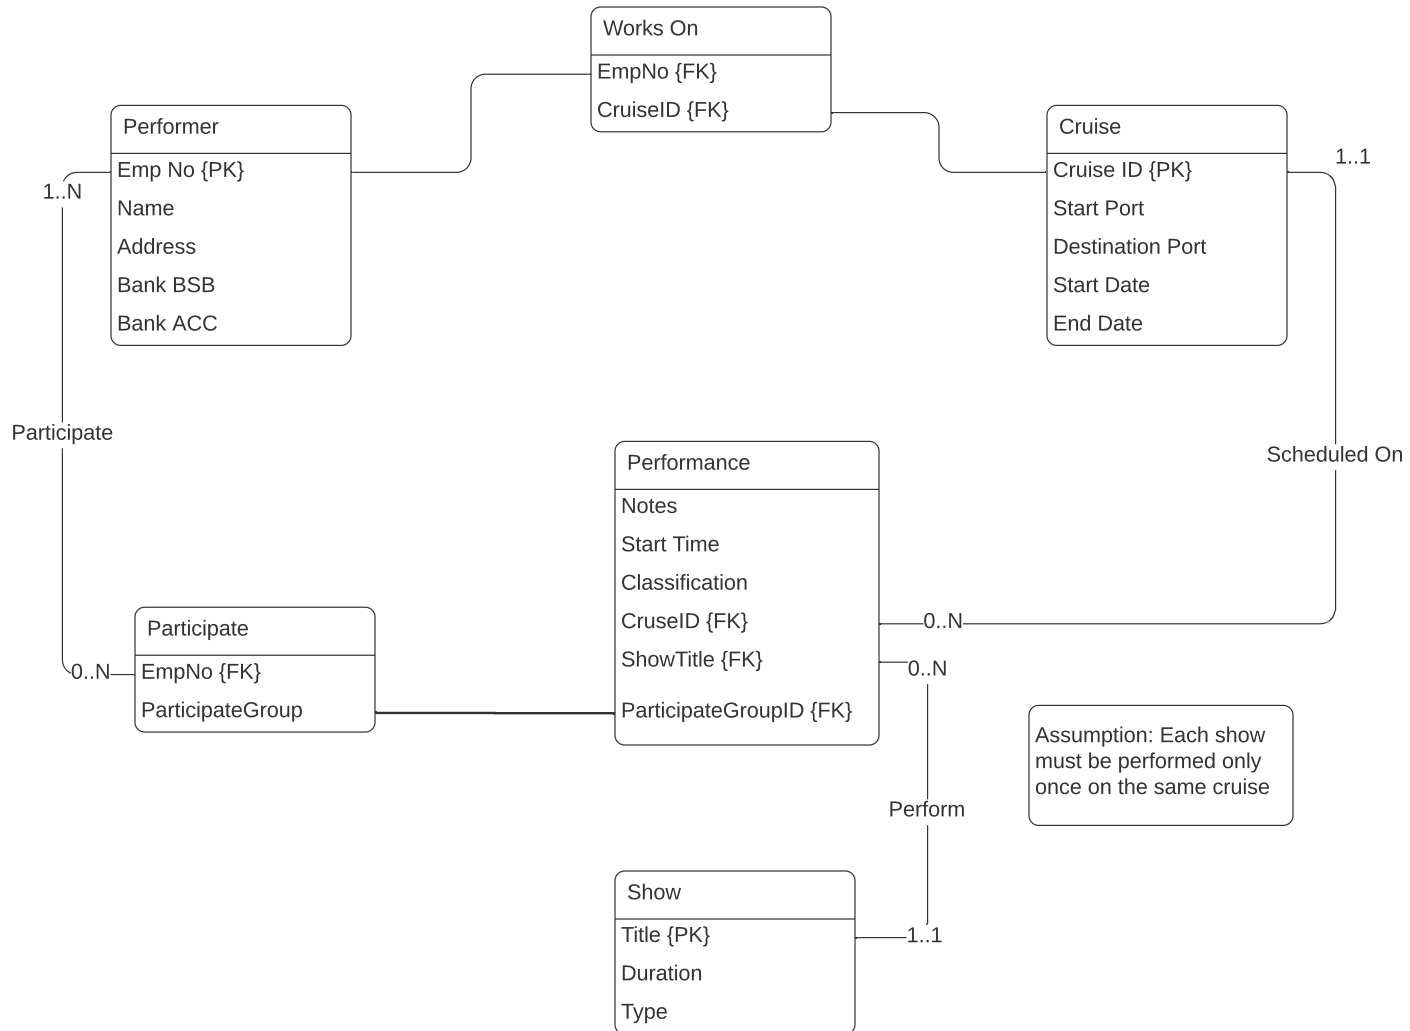 Works On
EmpNo {FK}
CruiseID {FK}
Performer
Emp No {PK}
Name
Address
Bank BSB
Bank ACC
Cruise
Cruise ID {PK}
Start Port
Destination Port
Start Date
End Date
1..1
1..N
Participate
Scheduled On
Performance
Notes
Start Time
Classification
CruseID {FK}
ShowTitle {FK}
ParticipateGroupID {FK}
0..N
0..N
Participate
EmpNo {FK}
ParticipateGroup
0..N
Assumption: Each show
must be performed only
once on the same cruise
Perform
Show
Title {PK}
Duration
Type
1..1